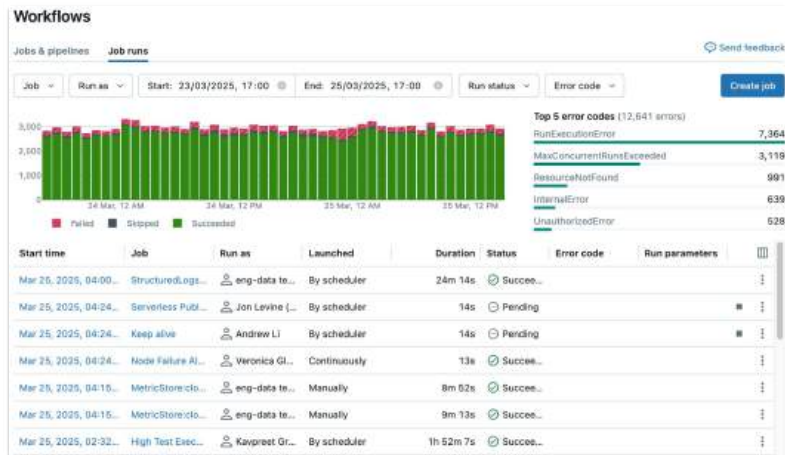 Workflows
Jobs & pipelines Job runs Send feedback
Job Run as Start: 23/03/2025, 17:00 End: 25/03/2025, 17:00 Run status Error code Create job
Top 5 error codes (12,641 errors)
3,000
2,000
1,000
0
24 Mar, 12 AM 24 Mar, 12 PM 25 Mar, 12 AM 25 Mar, 12 PM
Failed Skipped Succeeded
RunExecutionError 7,364
MaxConcurrentRunsExceeded 3,119
ResourceNotFound 991
InternalError 639
UnauthorizedError 528
Start time Job Run as Launched Duration Status Error code Run parameters
Mar 25, 2025, 04:00... StructuredLogs... eng-data te... By scheduler 24m 14s Succee...
Mar 25, 2025, 04:24... Serverless Publ... Jon Levine (... By scheduler 14s Pending
Mar 25, 2025, 04:24... Keep alive Andrew Li By scheduler 14s Pending
Mar 25, 2025, 04:24... Node Failure Al... Veronica Gl... Continuously 13s Succee...
Mar 25, 2025, 04:15... MetricStore:clo... eng-data te... Manually 8m 52s Succee...
Mar 25, 2025, 04:15... MetricStore:clo... eng-data te... Manually 9m 13s Succee...
Mar 25, 2025, 02:32... High Test Exec... Kavpreet Gr... By scheduler 1h 52m 7s Succee...